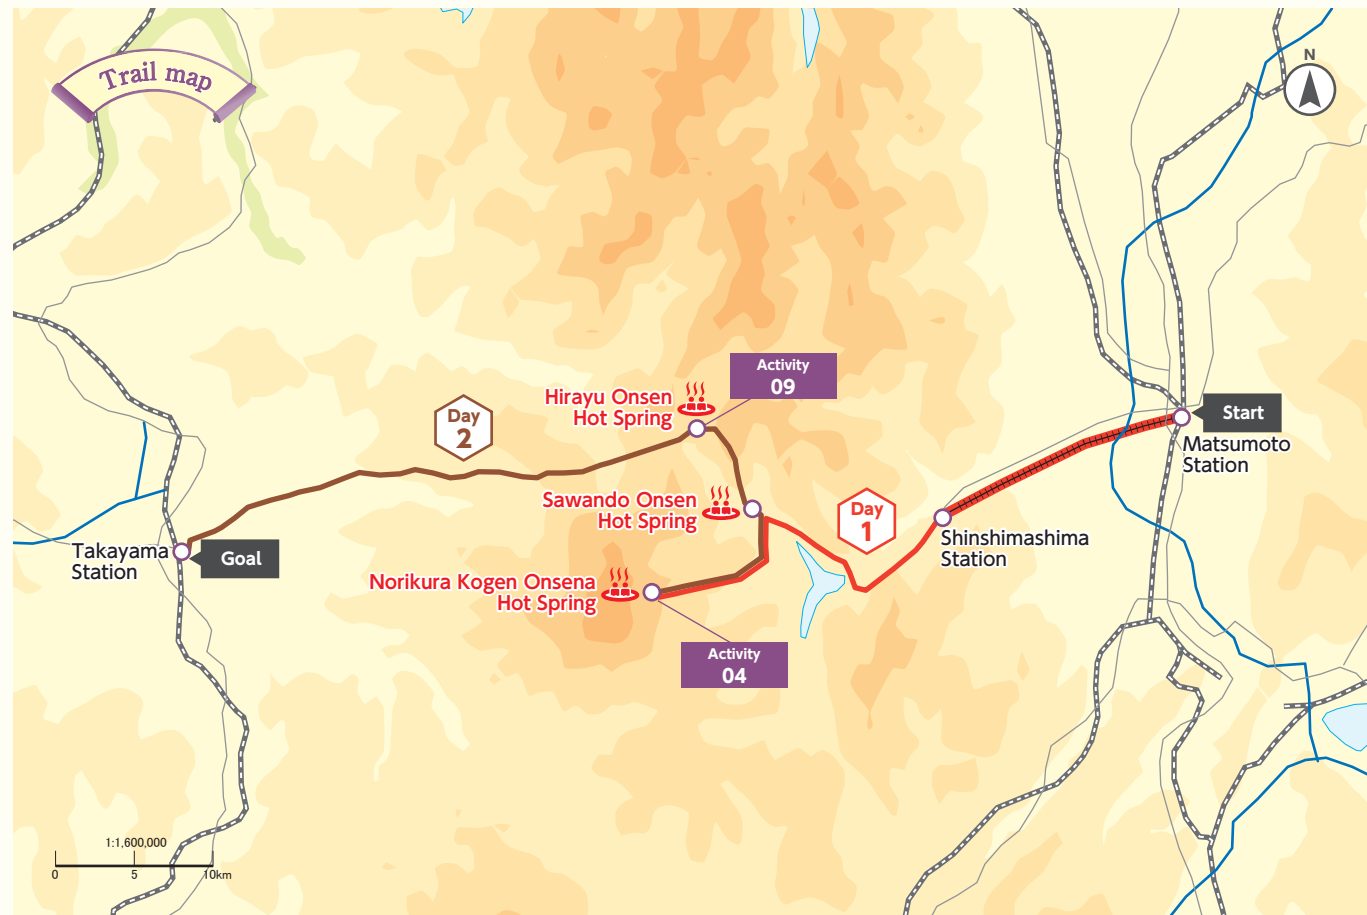 Trail map
N
Activity
09
Hirayu Onsen
Hot Spring
Day
2
Start
Matsumoto
Station
Sawando Onsen
Hot Spring
Day
1
Shinshimashima
Station
Takayama
Station
Goal
Norikura Kogen Onsena
Hot Spring
Activity
04
1:1,600,000
0 5 10km